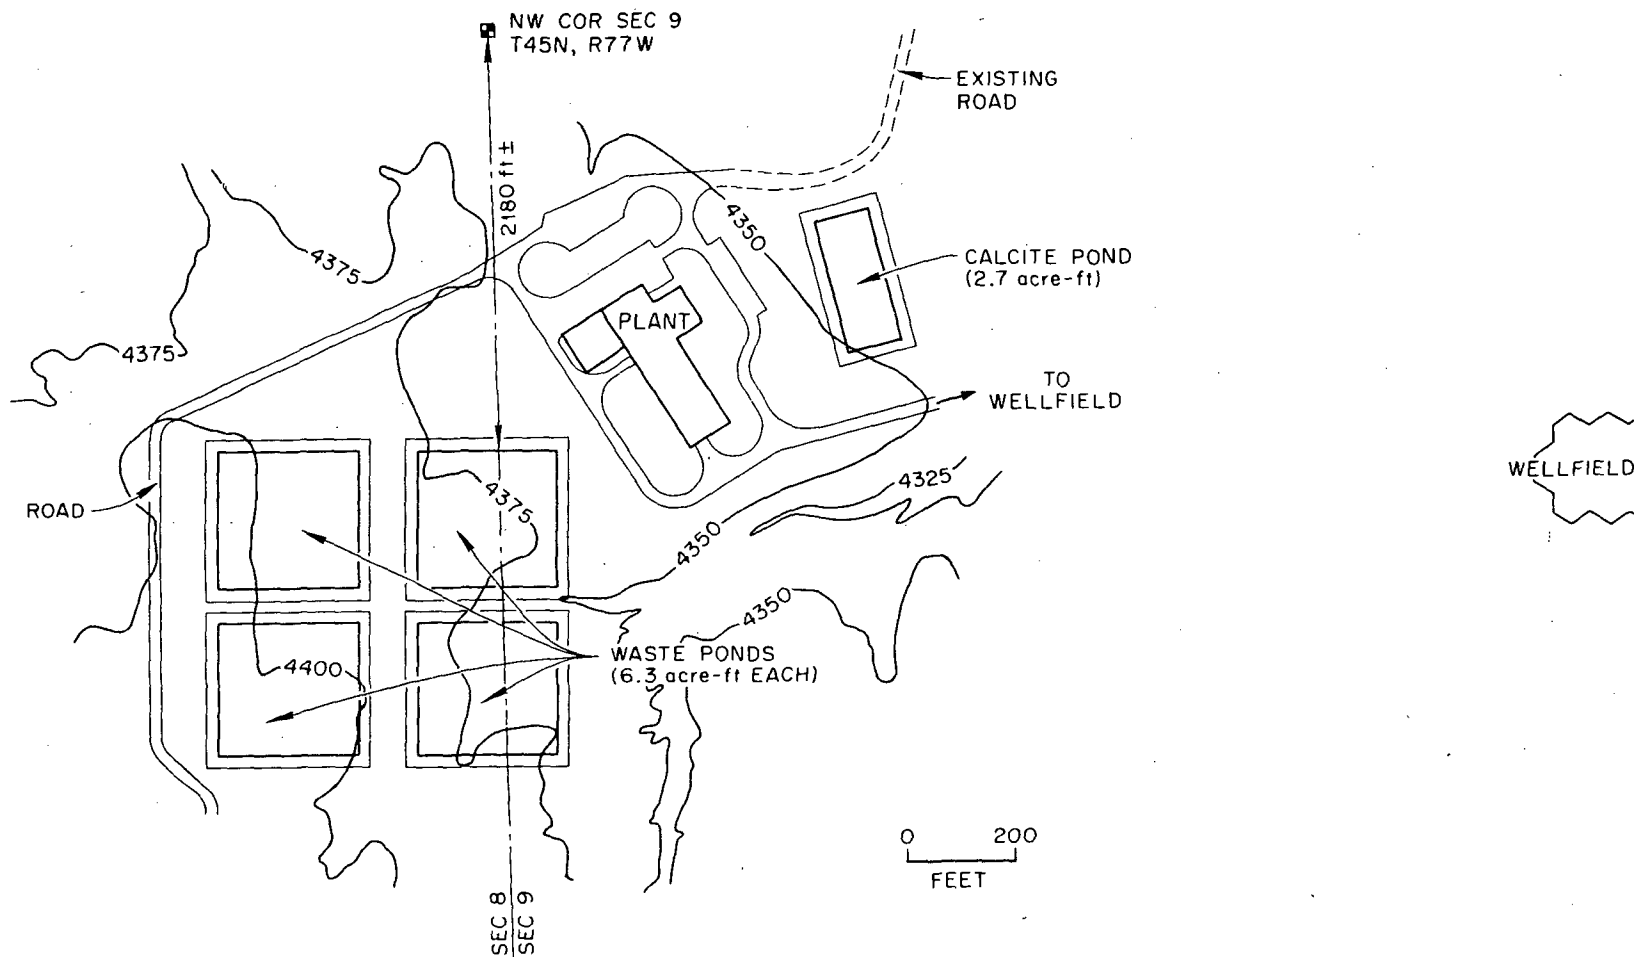 NW COR SEC 9
T45N, R77W
EXISTING
ROAD
2180 ft ±
4350
4375
CALCITE POND
(2.7 acre-ft)
PLANT
4375
TO
WELLFIELD
WELLFIELD
4325
4375
ROAD
4350
4350
WASTE PONDS
(6.3 acre-ft EACH)
4400
0 200
FEET
SEC 8
SEC 9